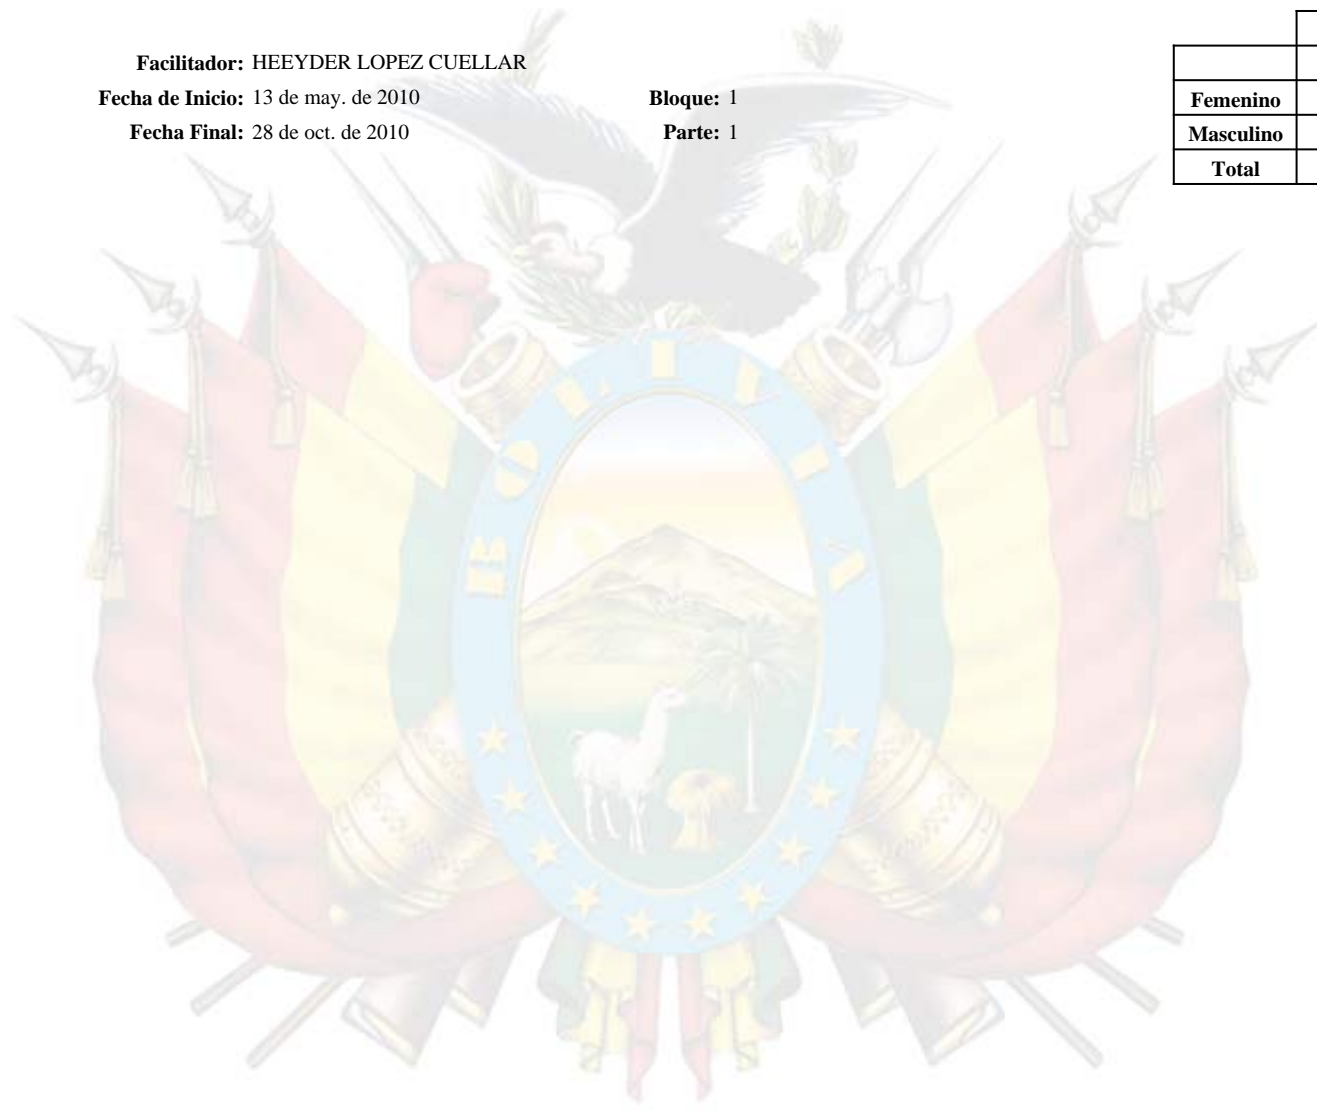 Facilitador: HEEYDER LOPEZ CUELLAR
Fecha de Inicio: 13 de may. de 2010 Bloque: 1
Fecha Final: 28 de oct. de 2010 Parte: 1
Femenino
Masculino
Total
BOLIVIA